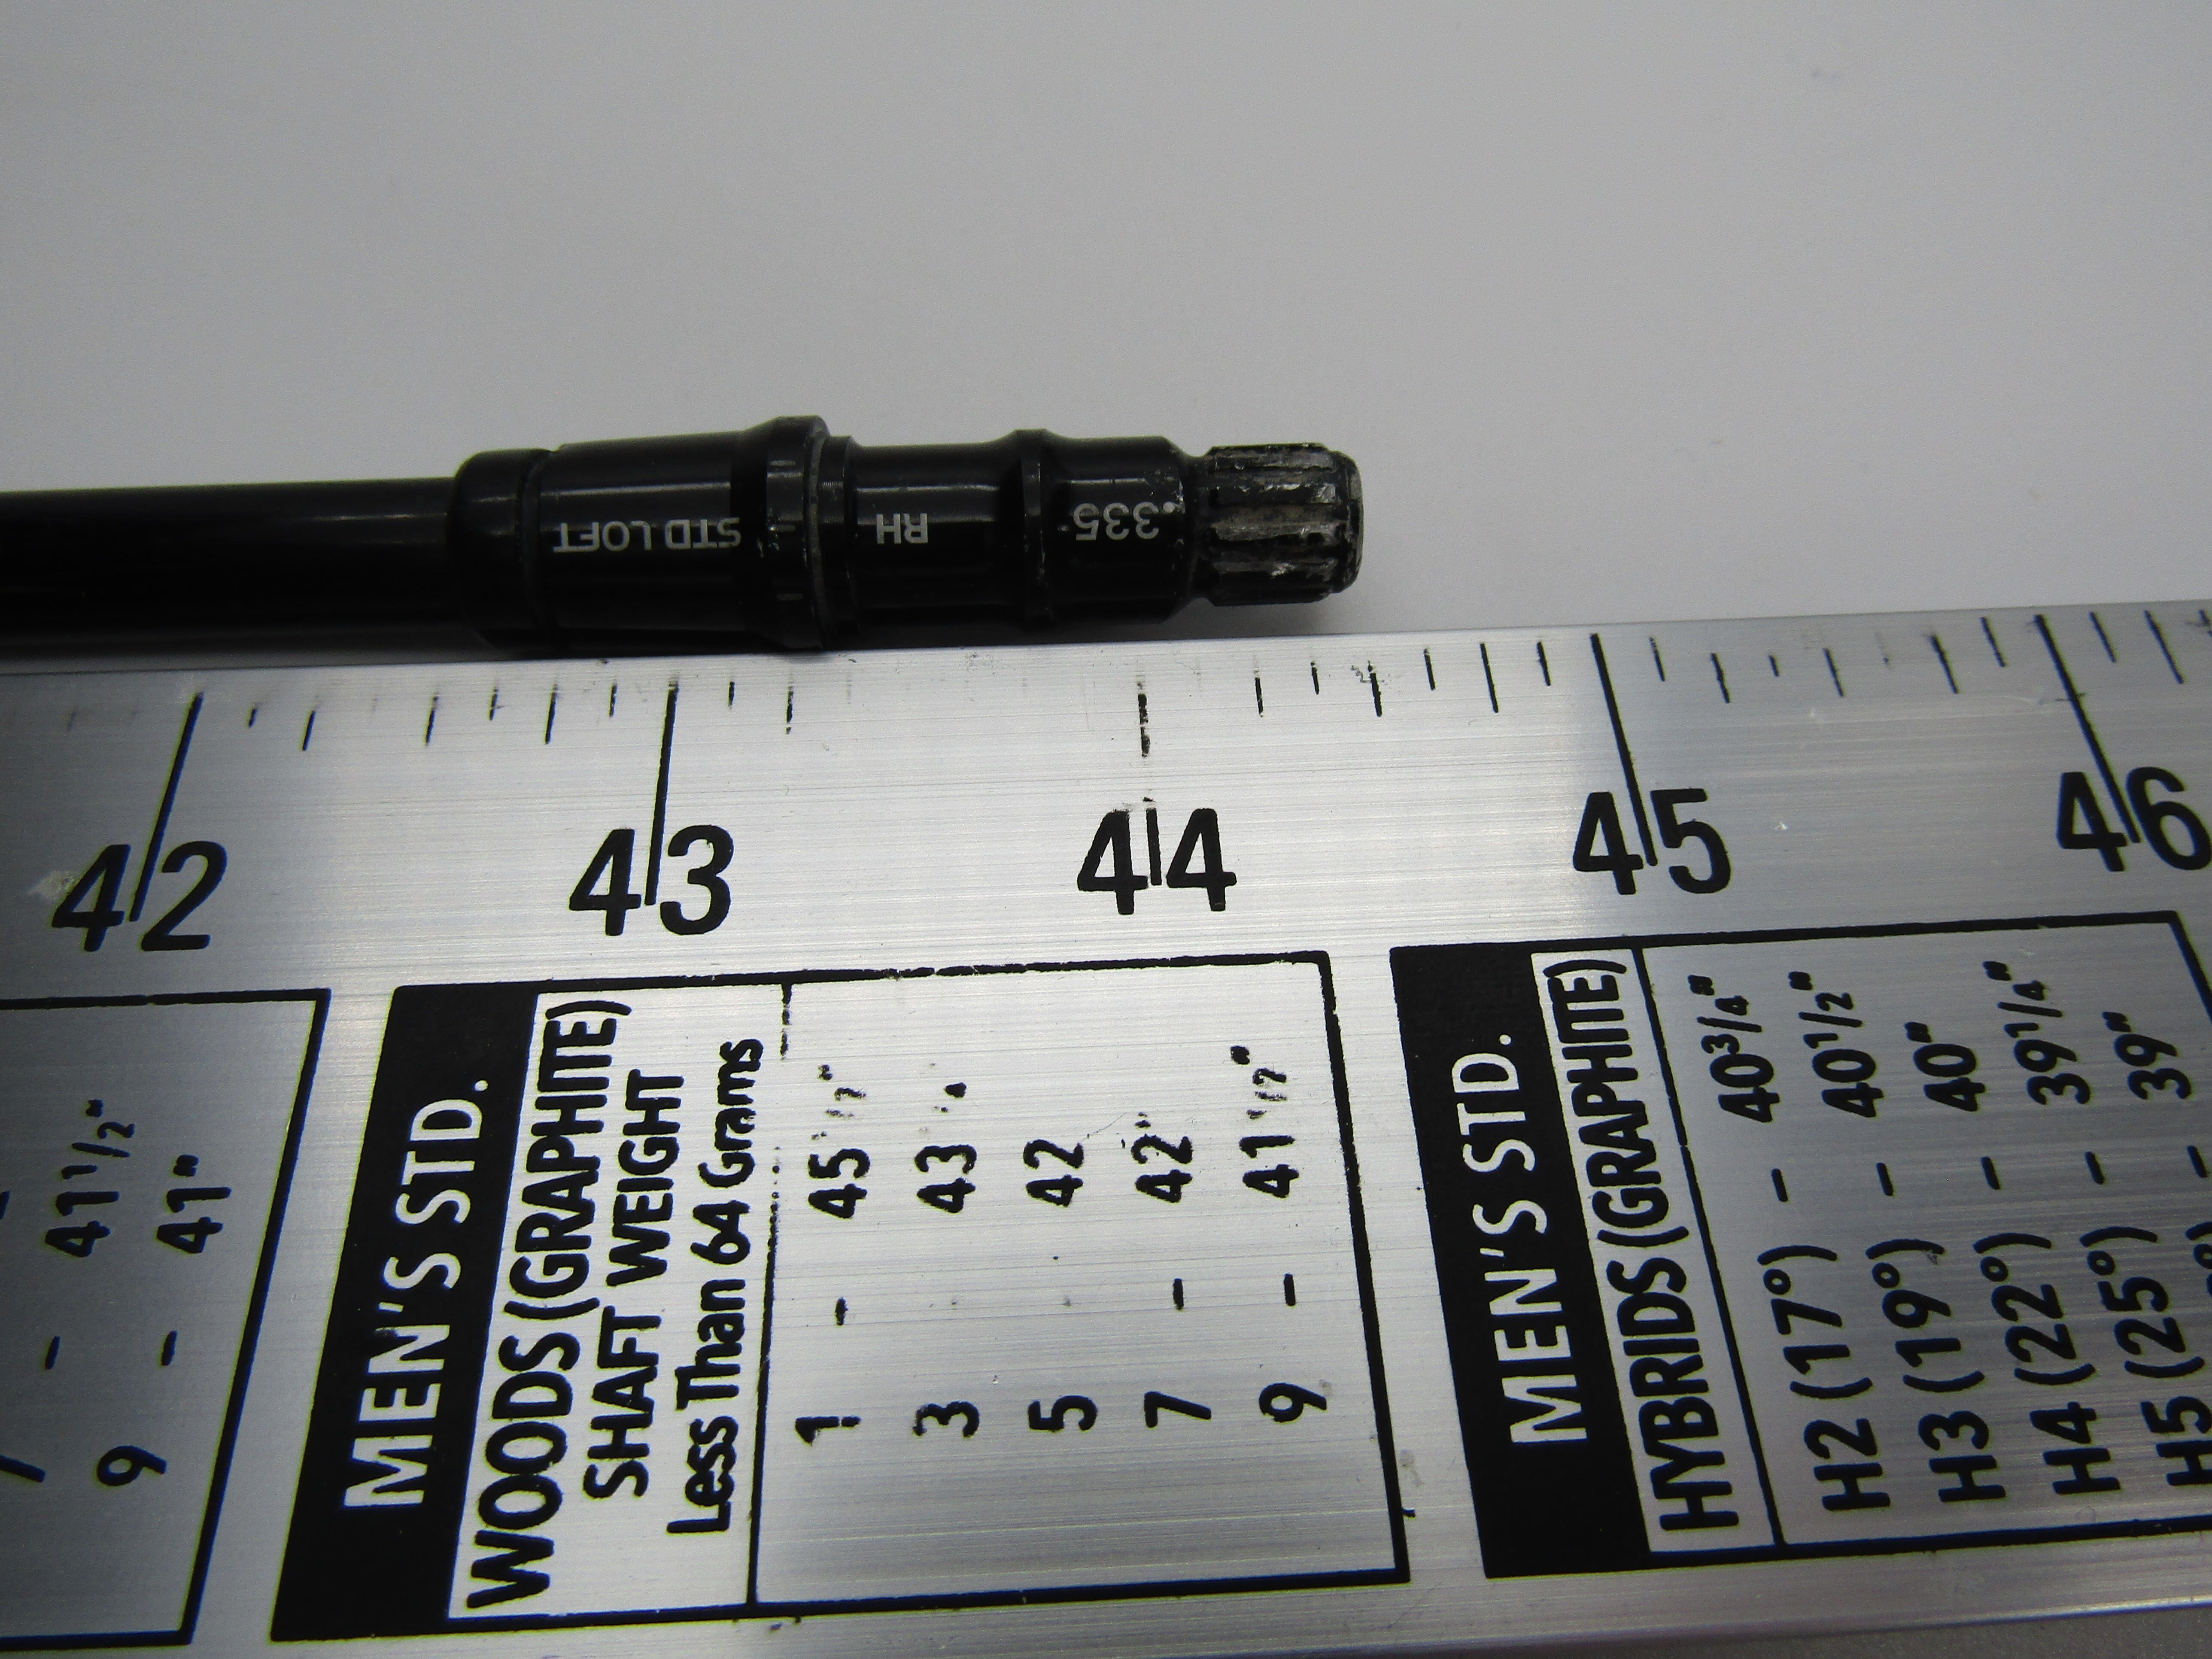 STD LOFT
RH
.335
42
43
44
45
46
7
9 - 41"
- 41 1/2"
MEN'S STD.
WOODS (GRAPHITE)
SHAFT WEIGHT
Less Than 64 Grams
1 - 45
3 43
5 42
7 - 42"
9 - 41 1/2"
MEN'S STD.
HYBRIDS (GRAPHITE)
H2 (17°) - 40 3/4"
H3 (19°) - 40 1/2"
H4 (22°) - 40"
H5 (25°) - 39 1/4"
- 39"